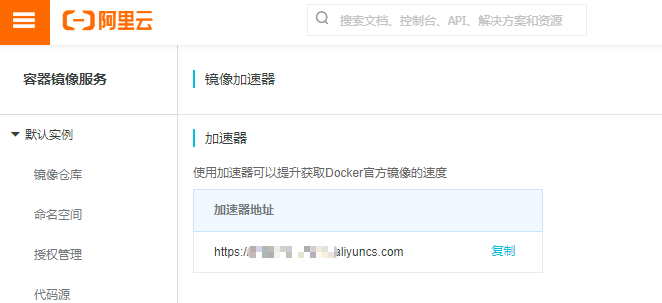 阿里云
搜索文档、控制台、API、解决方案和资源
容器镜像服务
镜像加速器
默认实例
加速器
镜像仓库
使用加速器可以提升获取Docker官方镜像的速度
命名空间
加速器地址
授权管理
https:/ aliyuncs.com 复制
代码源